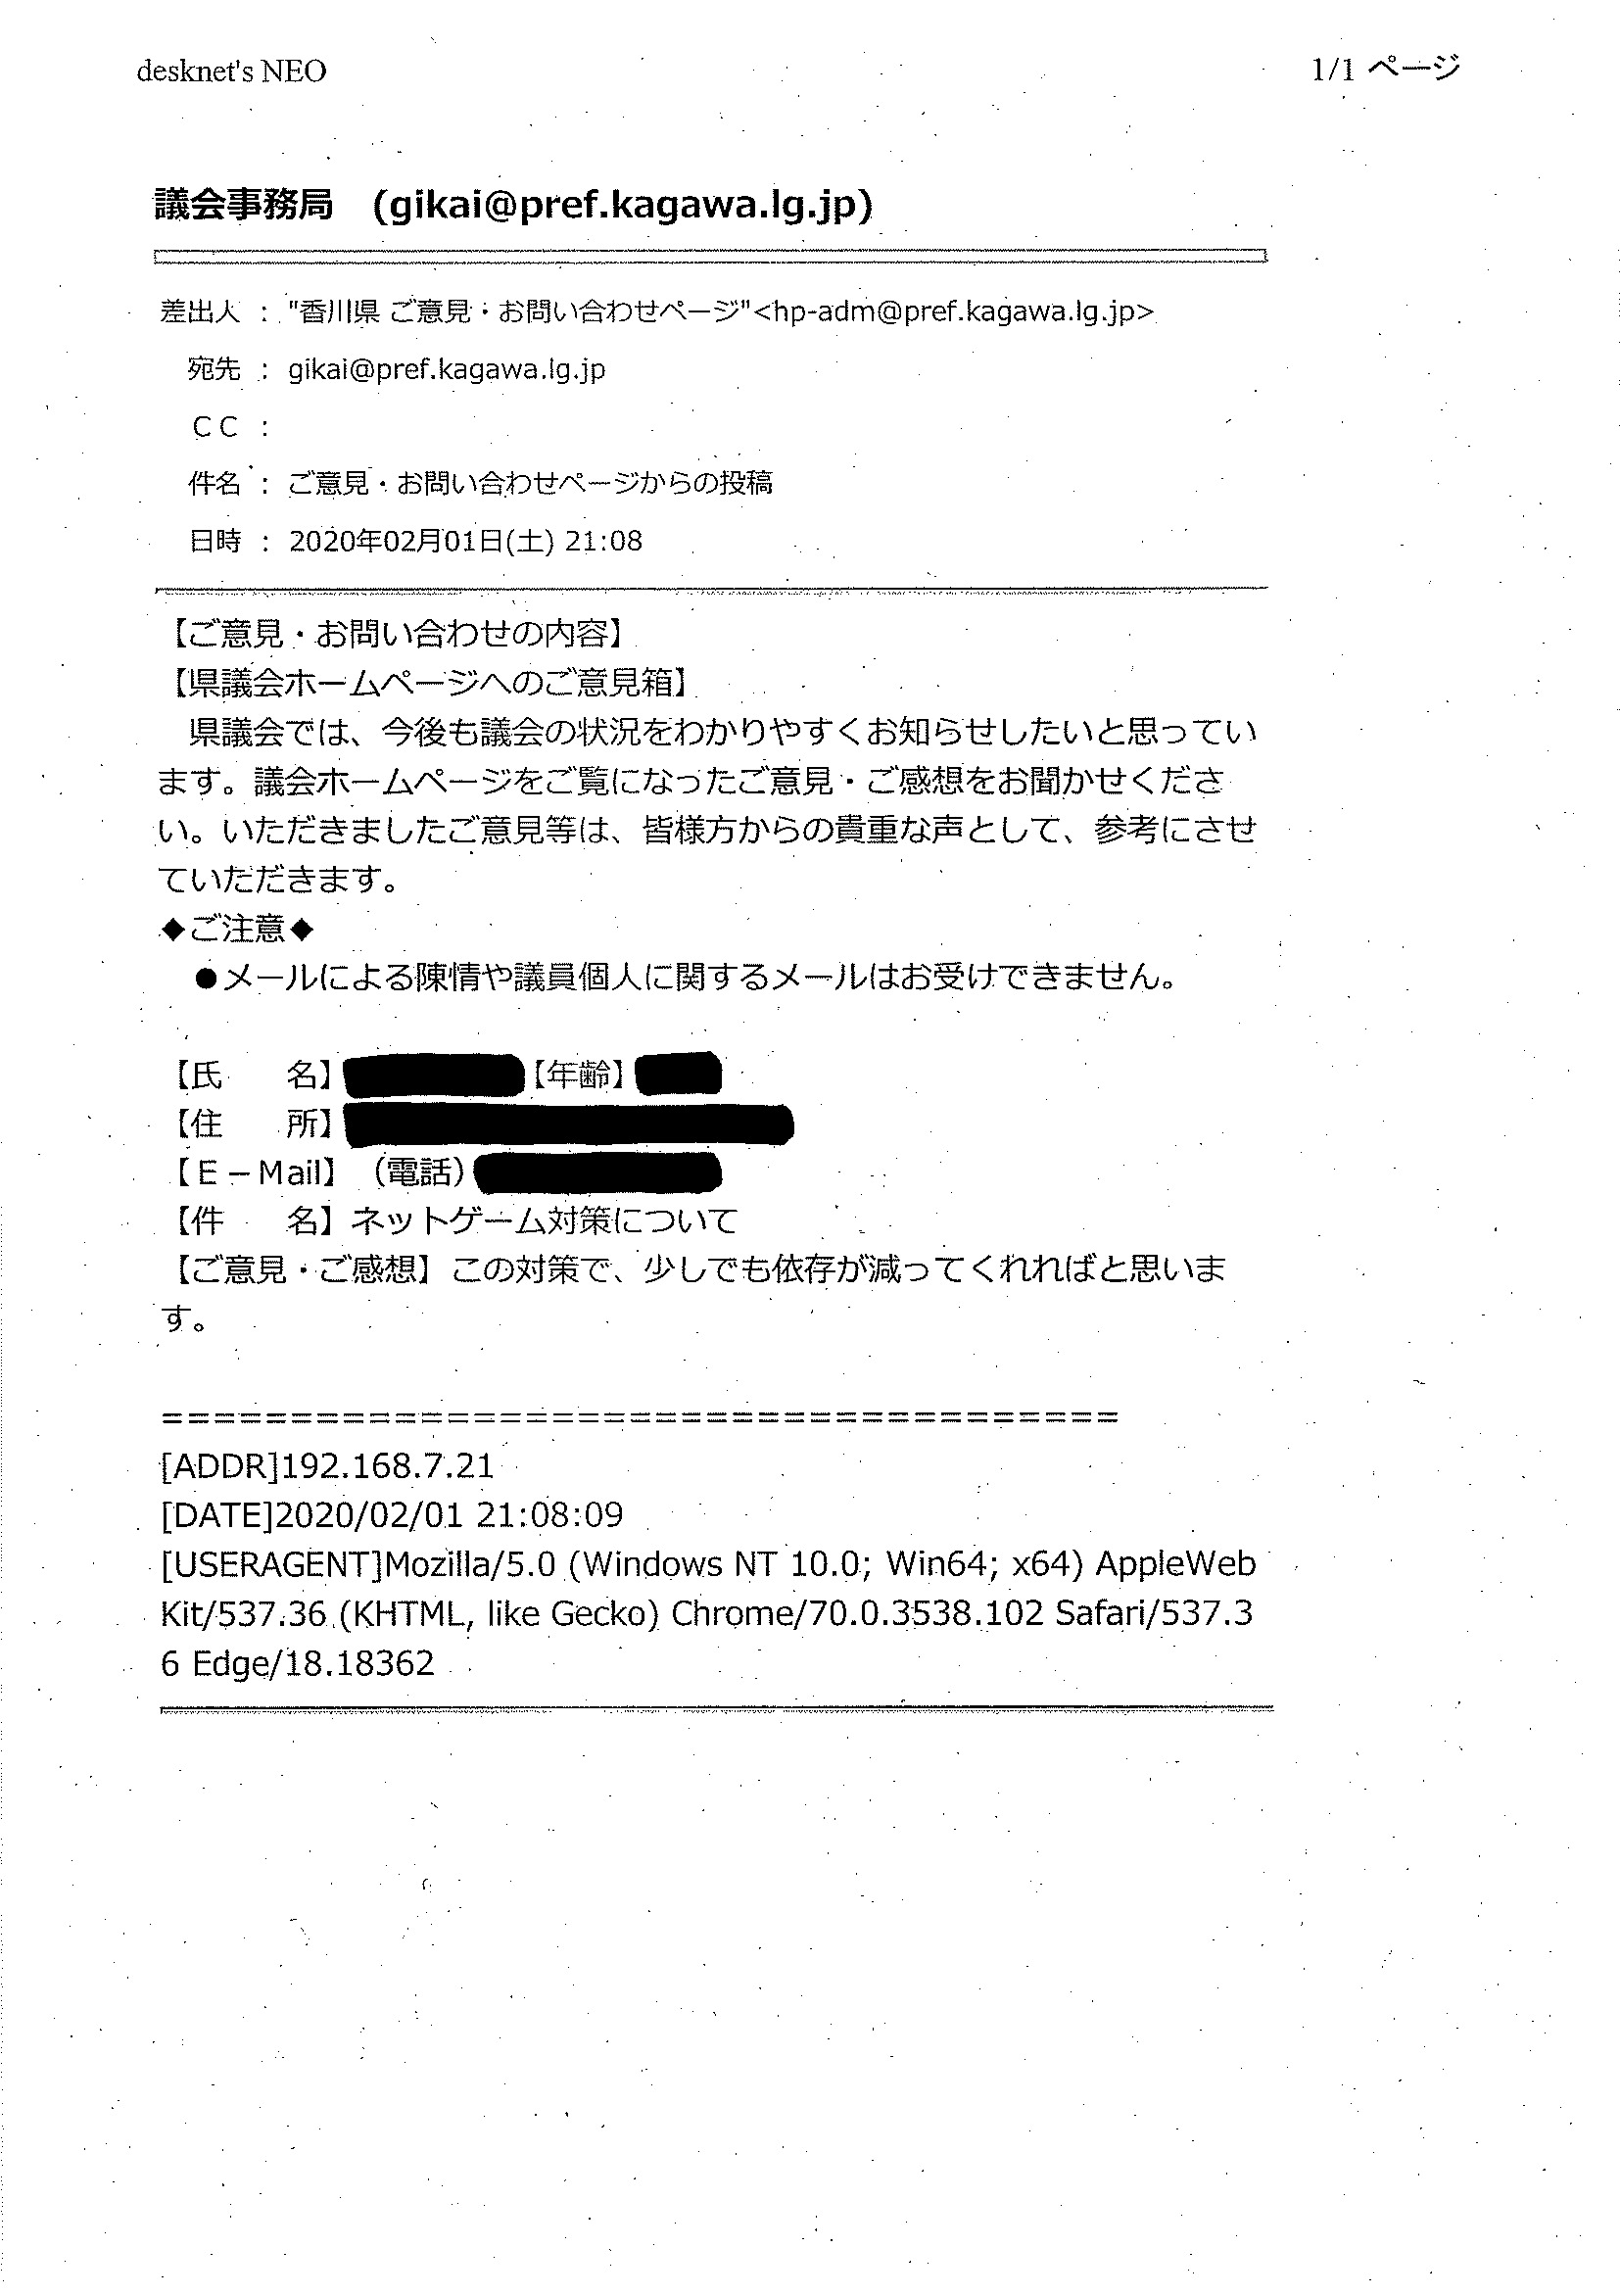 desknet's NEO
1/1 ページ
議会事務局　(gikai@pref.kagawa.lg.jp)
差出人 : "香川県 ご意見・お問い合わせページ"<hp-adm@pref.kagawa.lg.jp>
宛先 : gikai@pref.kagawa.lg.jp
ＣＣ :
件名 : ご意見・お問い合わせページからの投稿
日時 : 2020年02月01日(土) 21:08
【ご意見・お問い合わせの内容】
【県議会ホームページへのご意見箱】
　県議会では、今後も議会の状況をわかりやすくお知らせしたいと思ってい
ます。議会ホームページをご覧になったご意見・ご感想をお聞かせくださ
い。いただきましたご意見等は、皆様方からの貴重な声として、参考にさせ
ていただきます。
◆ご注意◆
　●メールによる陳情や議員個人に関するメールはお受けできません。
【氏　　名】【年齢】
【住　　所】
【Ｅ－Mail】（電話）
【件　　名】ネットゲーム対策について
【ご意見・ご感想】この対策で、少しでも依存が減ってくれればと思いま
す。
=====================================
[ADDR]192.168.7.21
[DATE]2020/02/01 21:08:09
[USERAGENT]Mozilla/5.0 (Windows NT 10.0; Win64; x64) AppleWeb
Kit/537.36 (KHTML, like Gecko) Chrome/70.0.3538.102 Safari/537.3
6 Edge/18.18362